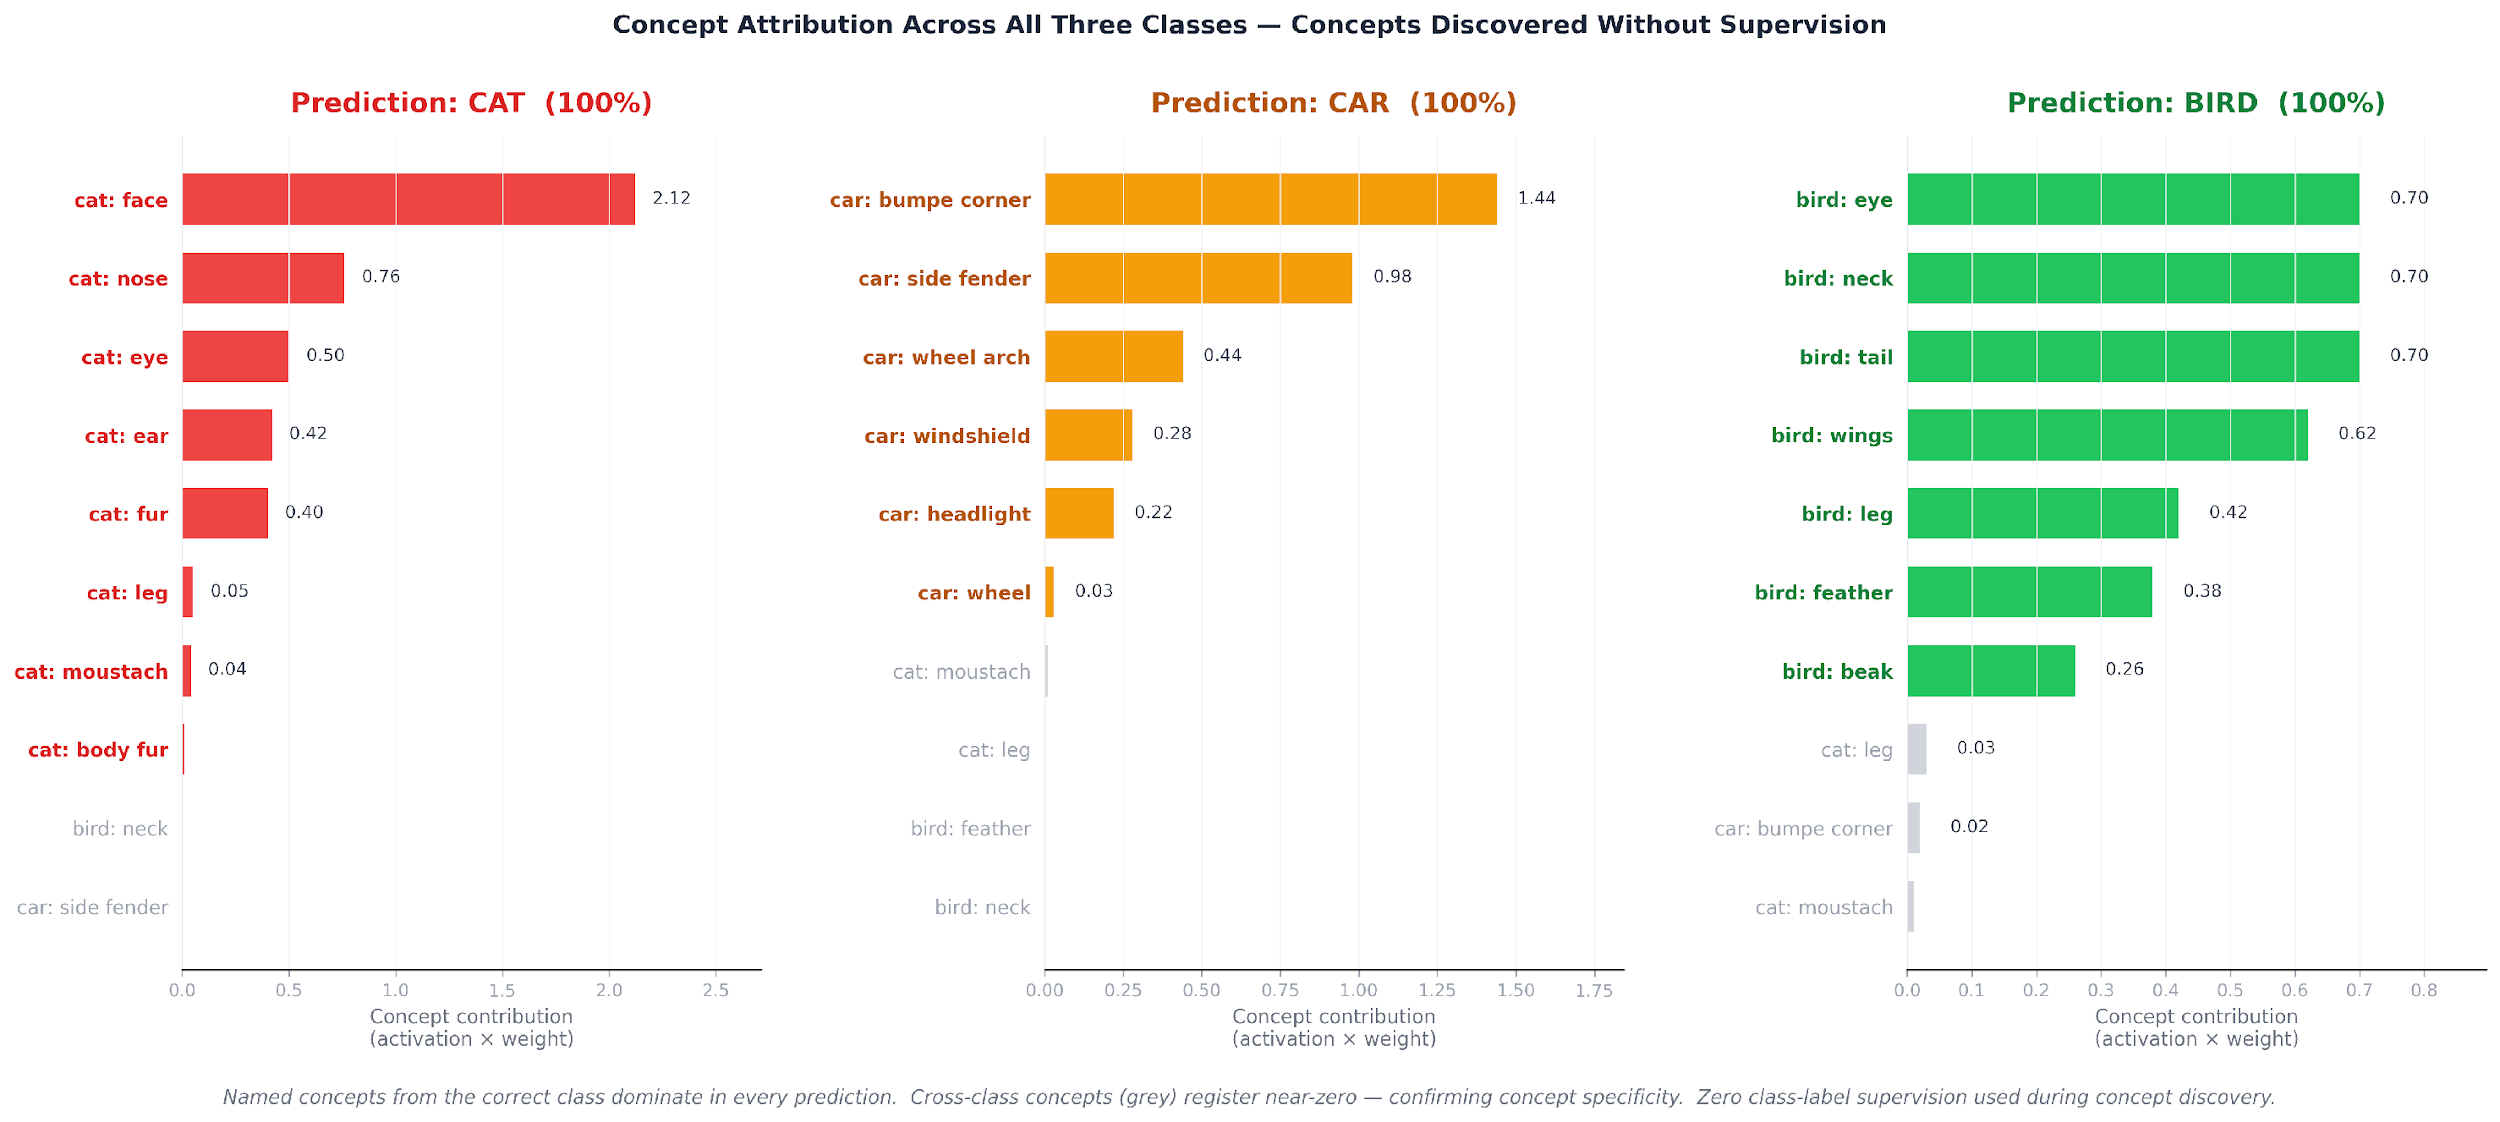 Concept Attribution Across All Three Classes — Concepts Discovered Without Supervision
Prediction: CAT (100%)
cat: face 2.12
cat: nose 0.76
cat: eye 0.50
cat: ear 0.42
cat: fur 0.40
cat: leg 0.05
cat: moustach 0.04
cat: body fur
bird: neck
car: side fender
0.0 0.5 1.0 1.5 2.0 2.5
Concept contribution
(activation × weight)
Prediction: CAR (100%)
car: bumpe corner 1.44
car: side fender 0.98
car: wheel arch 0.44
car: windshield 0.28
car: headlight 0.22
car: wheel 0.03
cat: moustach
cat: leg
bird: feather
bird: neck
0.00 0.25 0.50 0.75 1.00 1.25 1.50 1.75
Concept contribution
(activation × weight)
Prediction: BIRD (100%)
bird: eye 0.70
bird: neck 0.70
bird: tail 0.70
bird: wings 0.62
bird: leg 0.42
bird: feather 0.38
bird: beak 0.26
cat: leg 0.03
car: bumpe corner 0.02
cat: moustach
0.0 0.1 0.2 0.3 0.4 0.5 0.6 0.7 0.8
Concept contribution
(activation × weight)
Named concepts from the correct class dominate in every prediction. Cross-class concepts (grey) register near-zero — confirming concept specificity. Zero class-label supervision used during concept discovery.